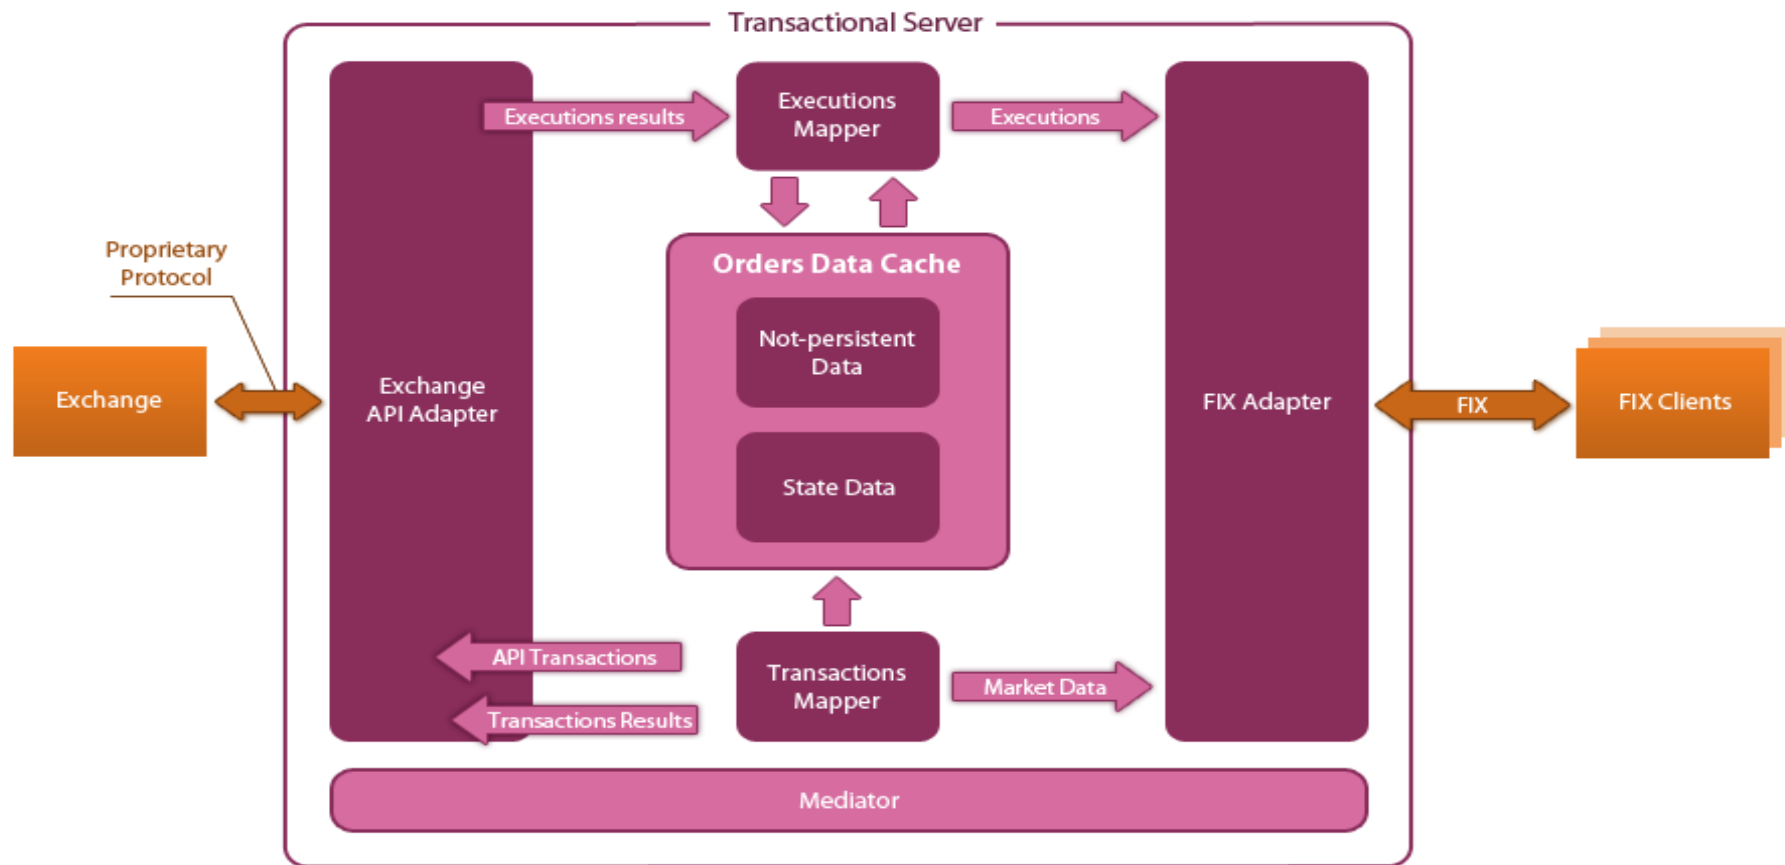 Transactional Server
Executions results
Executions
Mapper
Executions
Proprietary
Protocol
Orders Data Cache
Not-persistent
Data
Exchange
Exchange
API Adapter
FIX Adapter
FIX
FIX Clients
State Data
API Transactions
Transactions
Mapper
Market Data
Transactions Results
Mediator